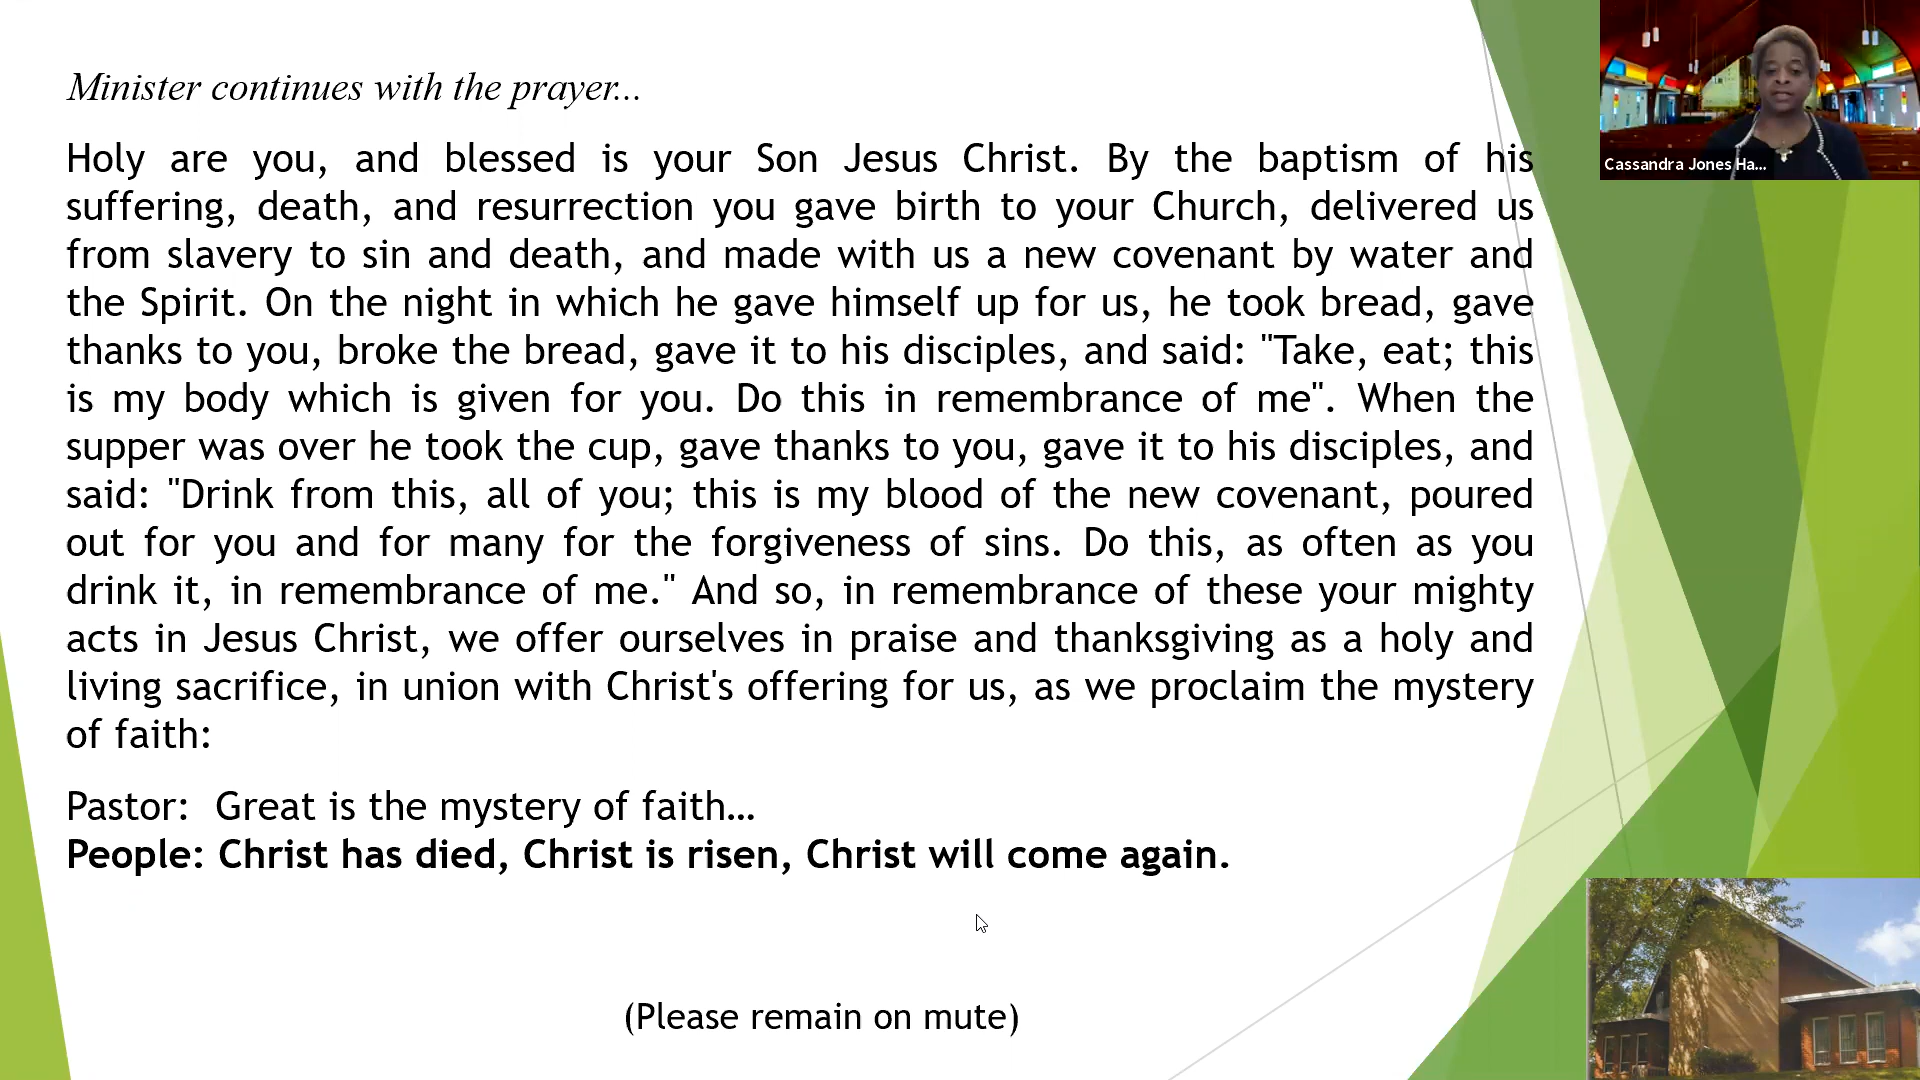 Minister continues with the prayer...
Holy are you, and blessed is your Son Jesus Christ. By the baptism of his
suffering, death, and resurrection you gave birth to your Church, delivered us
from slavery to sin and death, and made with us a new covenant by water and
the Spirit. On the night in which he gave himself up for us, he took bread, gave
thanks to you, broke the bread, gave it to his disciples, and said: "Take, eat; this
is my body which is given for you. Do this in remembrance of me". When the
supper was over he took the cup, gave thanks to you, gave it to his disciples, and
said: "Drink from this, all of you; this is my blood of the new covenant, poured
out for you and for many for the forgiveness of sins. Do this, as often as you
drink it, in remembrance of me." And so, in remembrance of these your mighty
acts in Jesus Christ, we offer ourselves in praise and thanksgiving as a holy and
living sacrifice, in union with Christ's offering for us, as we proclaim the mystery
of faith:
Pastor: Great is the mystery of faith…
People: Christ has died, Christ is risen, Christ will come again.
(Please remain on mute)
Cassandra Jones Ha...